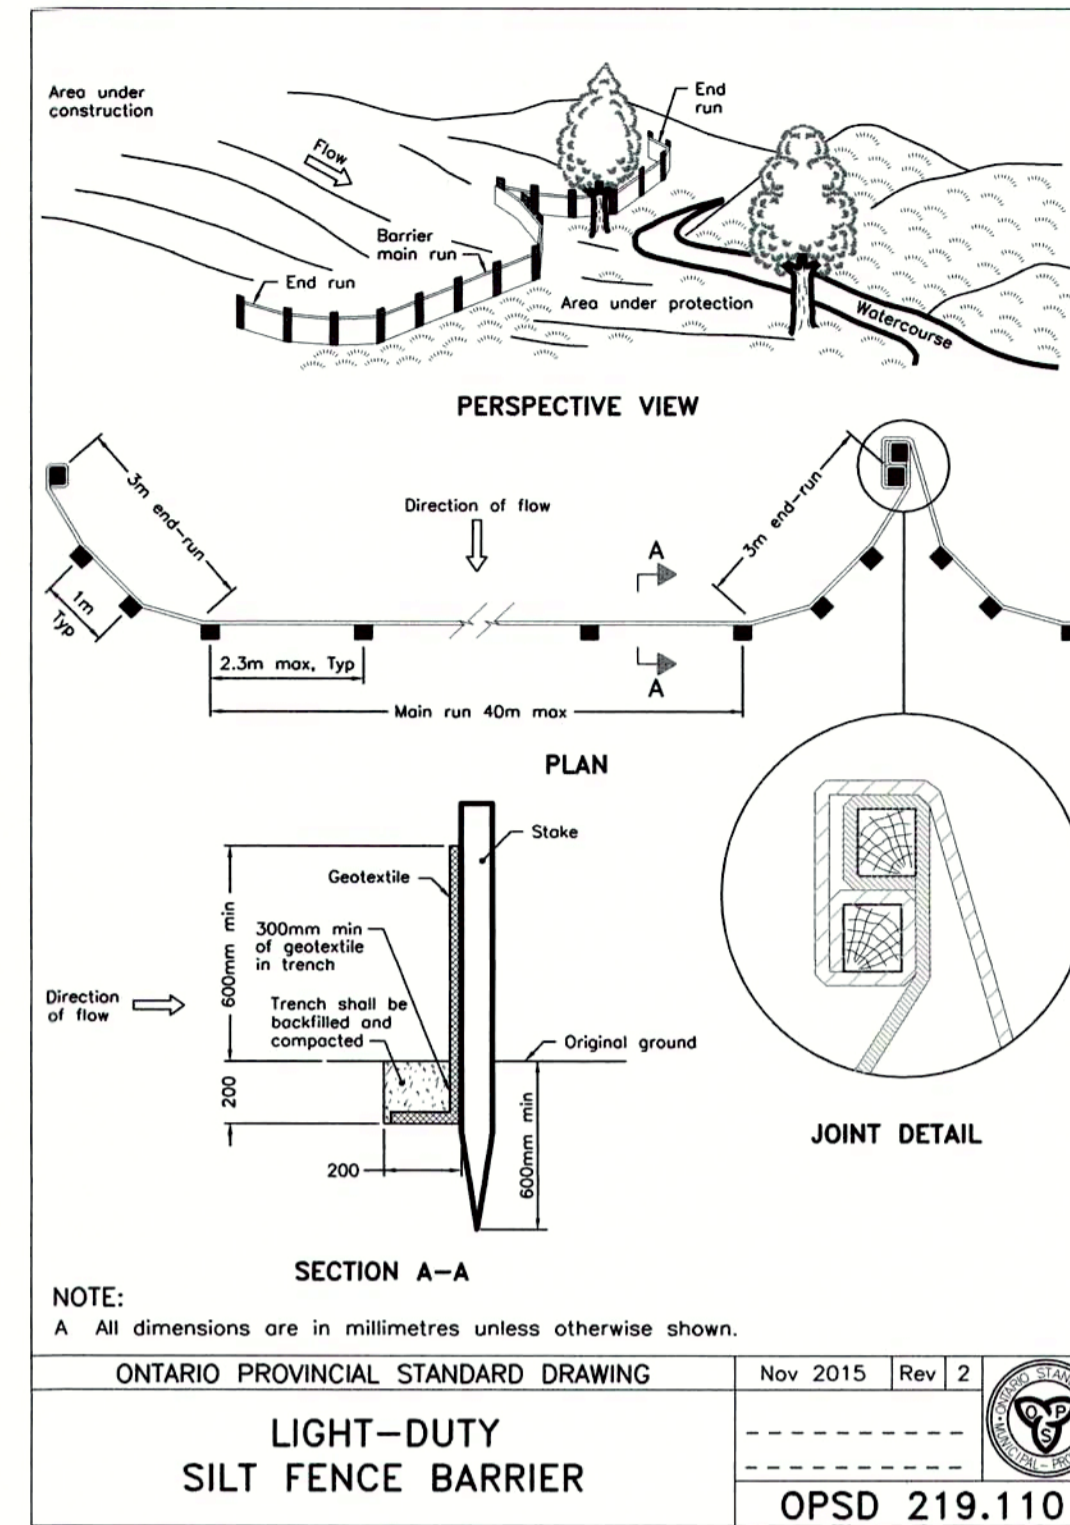 Area under
construction
Flow
End
run
Barrier
main run
End run
Area under protection
Watercourse
PERSPECTIVE VIEW
3m end-run
Direction of flow
3m end-run
A
1m
Typ
2.3m max, Typ
A
Main run 40m max
PLAN
Stake
Geotextile
600mm min
300mm min
of geotextile
in trench
Direction
of flow
Trench shall be
backfilled and
compacted
Original ground
200
600mm min
200
JOINT DETAIL
SECTION A-A
NOTE:
A All dimensions are in millimetres unless otherwise shown.
ONTARIO PROVINCIAL STANDARD DRAWING
Nov 2015
Rev
2
LIGHT-DUTY
SILT FENCE BARRIER
ONTARIO
MUNICIPAL
O P
S
OPSD 219.110